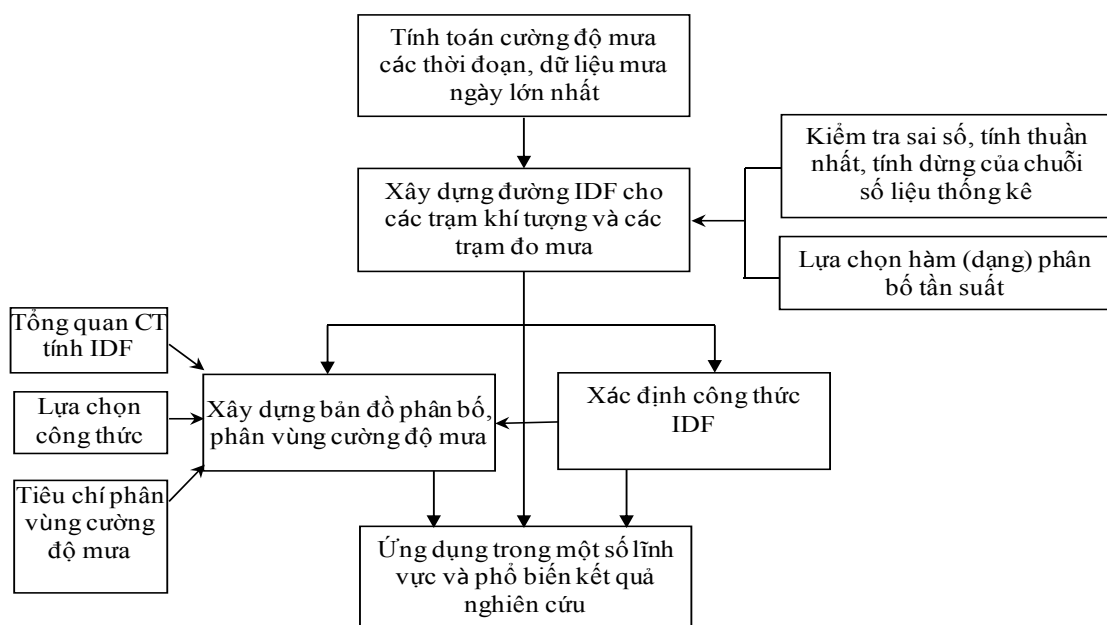 Tính toán cường độ mưa
các thời đoạn, dữ liệu mưa
ngày lớn nhất
Kiểm tra sai số, tính thuần
nhất, tính dừng của chuỗi
số liệu thống kê
Xây dựng đường IDF cho
các trạm khí tượng và các
trạm đo mưa
Lựa chọn hàm (dạng) phân
bố tần suất
Tổng quan CT
tính IDF
Lựa chọn
công thức
Tiêu chí phân
vùng cường
độ mưa
Xây dựng bản đồ phân bố,
phân vùng cường độ mưa
Xác định công thức
IDF
Ứng dụng trong một số lĩnh
vực và phổ biến kết quả
nghiên cứu